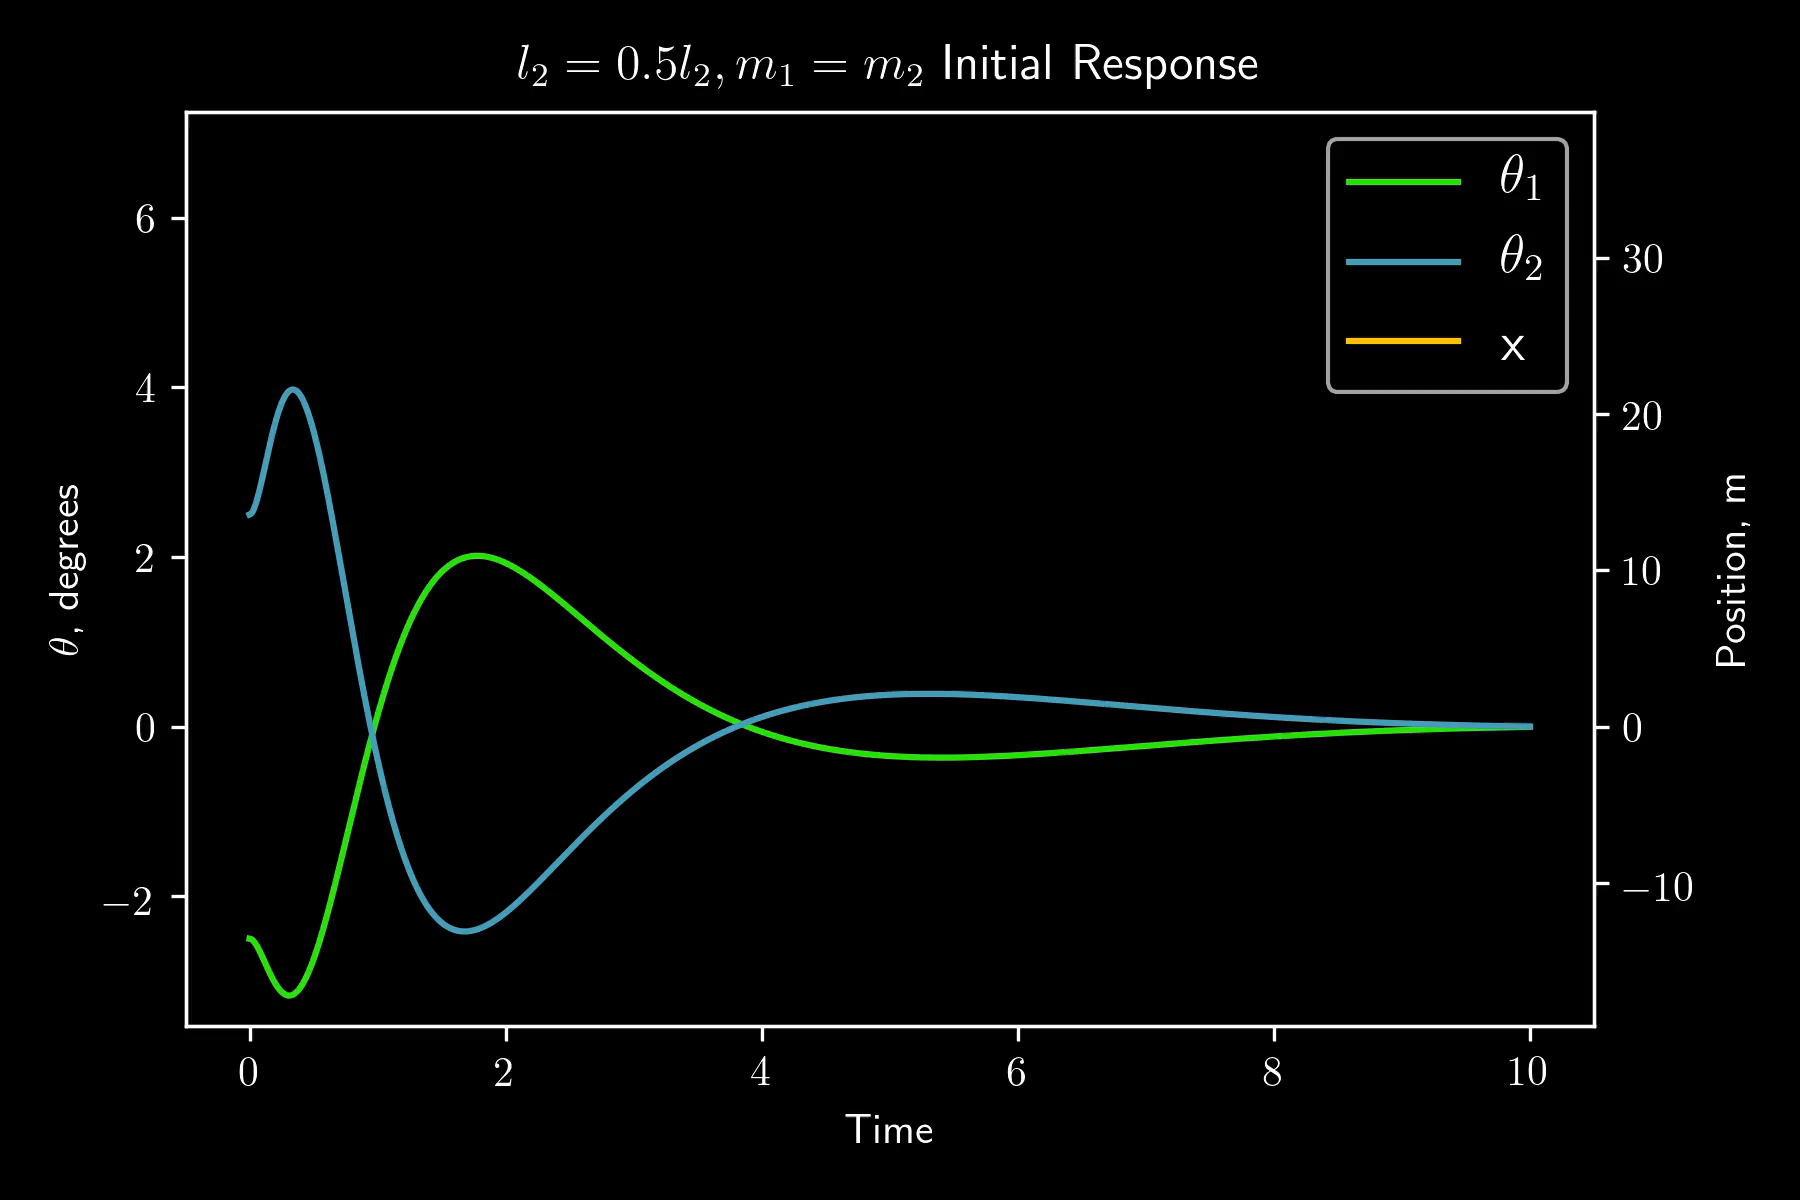 l₂ = 0.5l₂, m₁ = m₂ Initial Response
θ₁
θ₂
x
θ, degrees
6
4
2
0
−2
30
20
10
0
−10
Position, m
0 2 4 6 8 10
Time